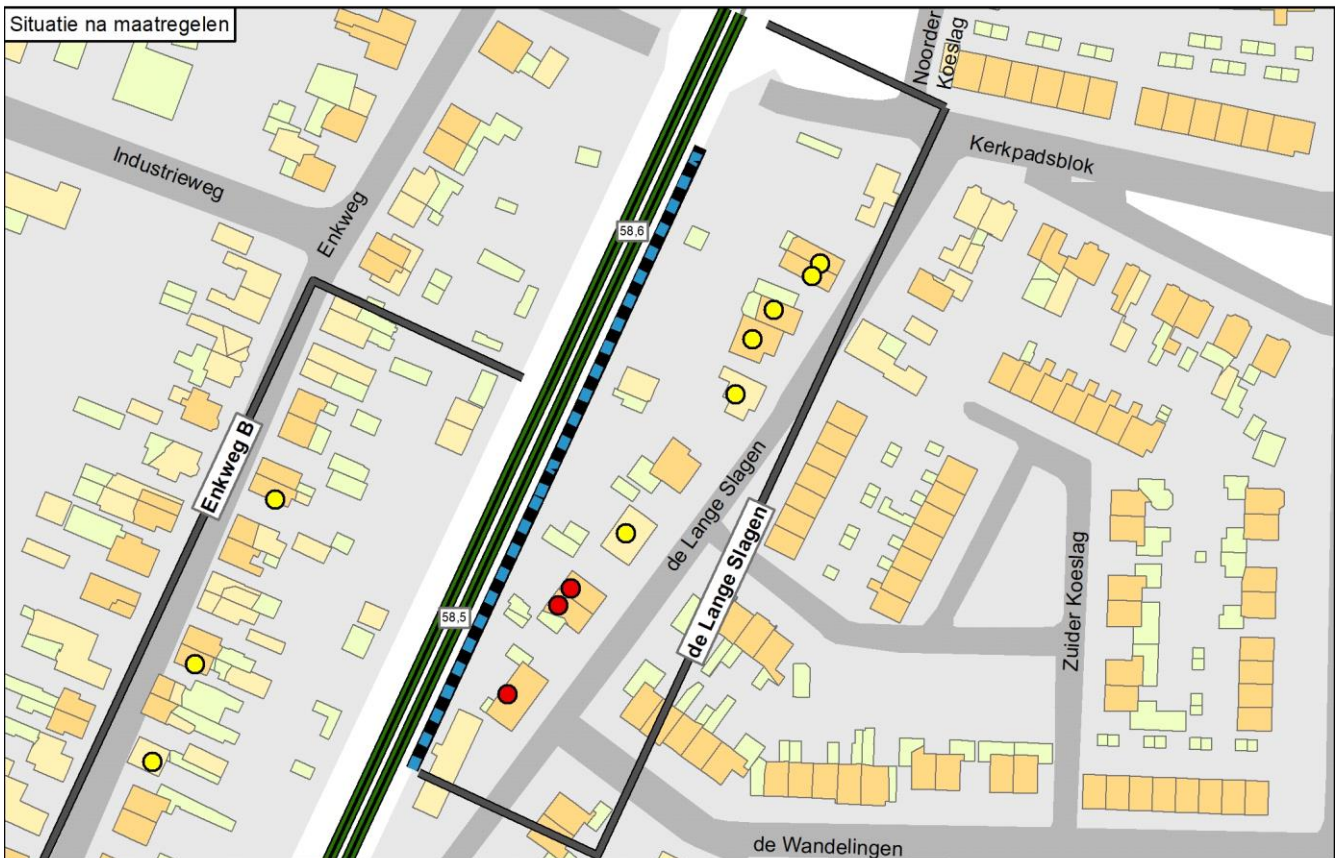 Situatie na maatregelen
Noorder
Koeslag
Kerkpadsblok
Industrieweg
Enkweg
58,6
Enkweg B
de Lange Slagen
de Lange Slagen
58,5
Zuider Koeslag
de Wandelingen